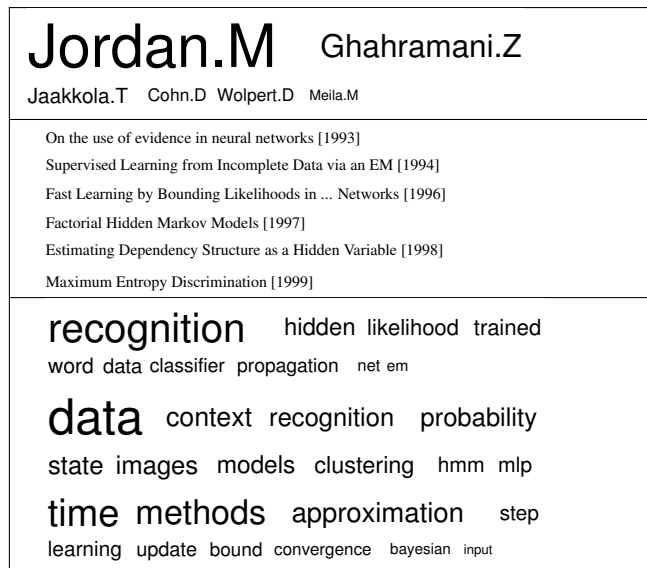 Jordan.M Ghahramani.Z
Jaakkola.T Cohn.D Wolpert.D Meila.M
On the use of evidence in neural networks [1993]
Supervised Learning from Incomplete Data via an EM [1994]
Fast Learning by Bounding Likelihoods in ... Networks [1996]
Factorial Hidden Markov Models [1997]
Estimating Dependency Structure as a Hidden Variable [1998]
Maximum Entropy Discrimination [1999]
recognition hidden likelihood trained
word data classifier propagation net em
data context recognition probability
state images models clustering hmm mlp
time methods approximation step
learning update bound convergence bayesian input